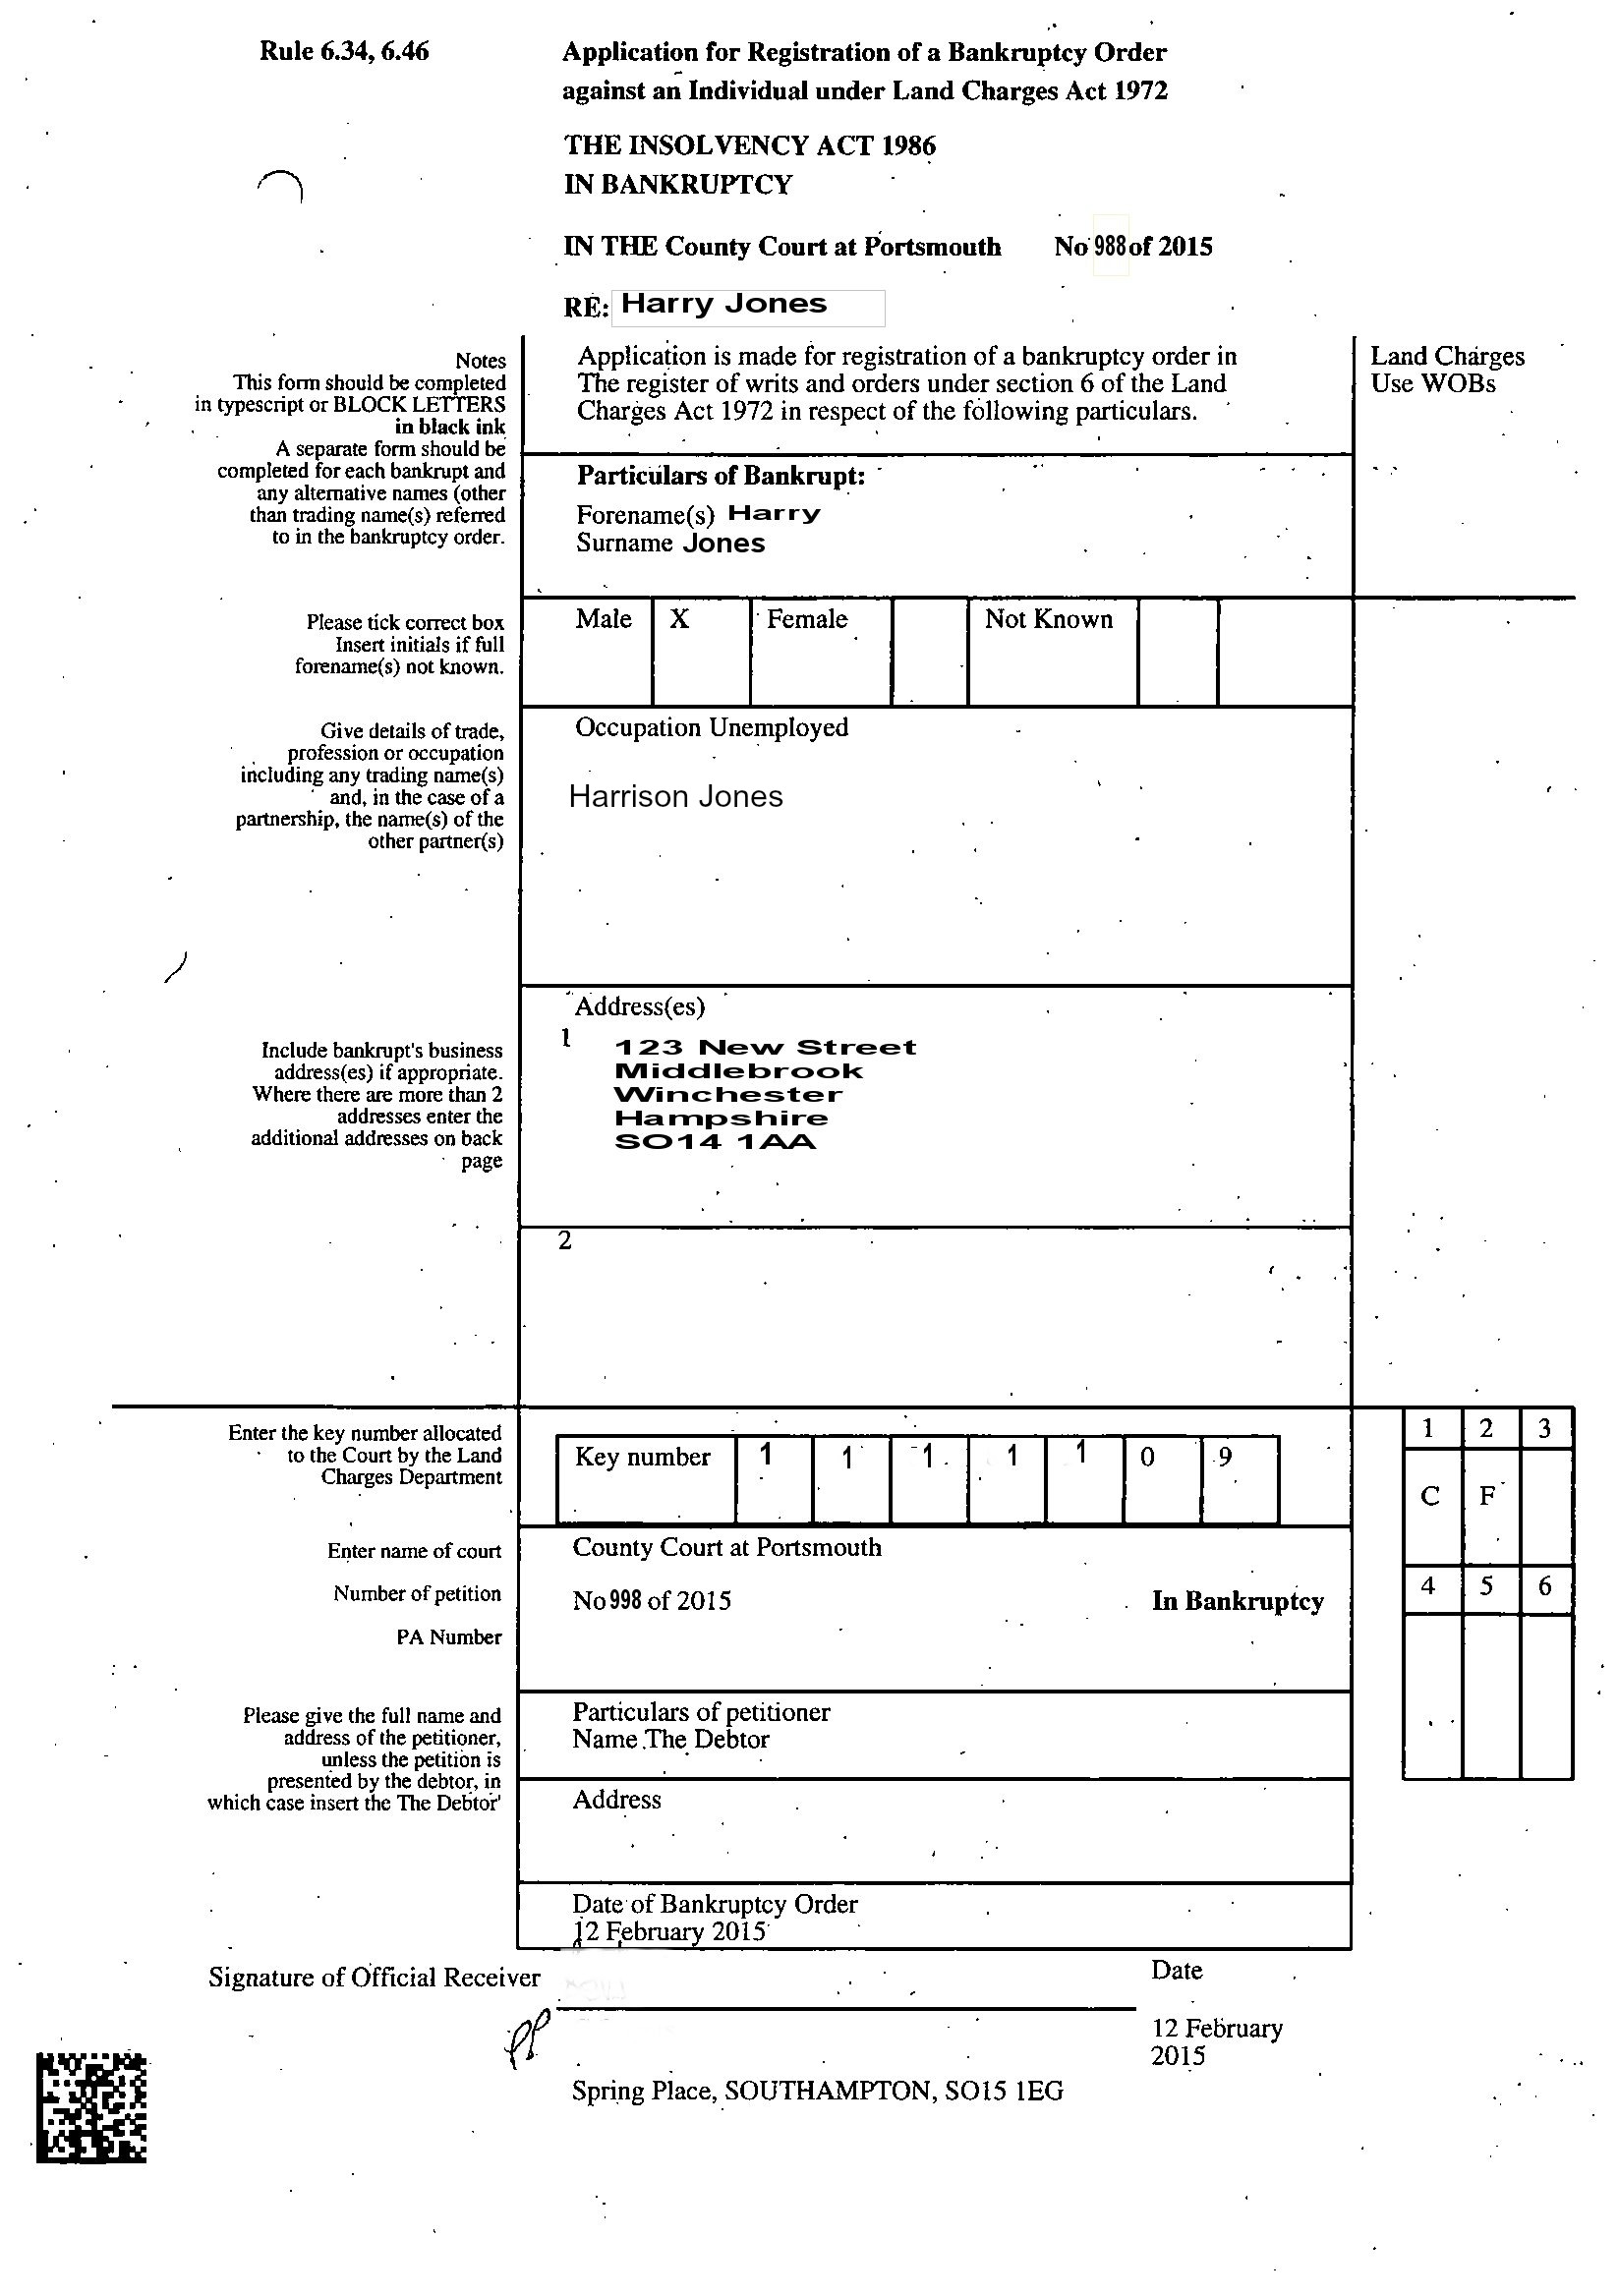 Rule 6.34, 6.46
Application for Registration of a Bankruptcy Order
against an Individual under Land Charges Act 1972
THE INSOLVENCY ACT 1986
IN BANKRUPTCY
IN THE County Court at Portsmouth No 988 of 2015
RE: Harry Jones
Notes
This form should be completed
in typescript or BLOCK LETTERS
in black ink
A separate form should be
completed for each bankrupt and
any alternative names (other
than trading name(s) referred
to in the bankruptcy order.
Application is made for registration of a bankruptcy order in
The register of writs and orders under section 6 of the Land
Charges Act 1972 in respect of the following particulars.
Land Charges
Use WOBs
Particulars of Bankrupt:
Forename(s) Harry
Surname Jones
Please tick correct box
Insert initials if full
forename(s) not known.
Male X Female Not Known
Give details of trade,
profession or occupation
including any trading name(s)
and, in the case of a
partnership, the name(s) of the
other partner(s)
Occupation Unemployed
Harrison Jones
Include bankrupt's business
address(es) if appropriate.
Where there are more than 2
addresses enter the
additional addresses on back
page
Address(es)
1 123 New Street
Middlebrook
Winchester
Hampshire
SO14 1AA
2
Enter the key number allocated
to the Court by the Land
Charges Department
Key number 1 1 1 1 1 0 9
1 2 3
C F
4 5 6
Enter name of court
County Court at Portsmouth
Number of petition
No 998 of 2015 In Bankruptcy
PA Number
Please give the full name and
address of the petitioner,
unless the petition is
presented by the debtor, in
which case insert the The Debtor'
Particulars of petitioner
Name The Debtor
Address
Date of Bankruptcy Order
12 February 2015
Signature of Official Receiver
Date
pp
12 February
2015
Spring Place, SOUTHAMPTON, SO15 1EG